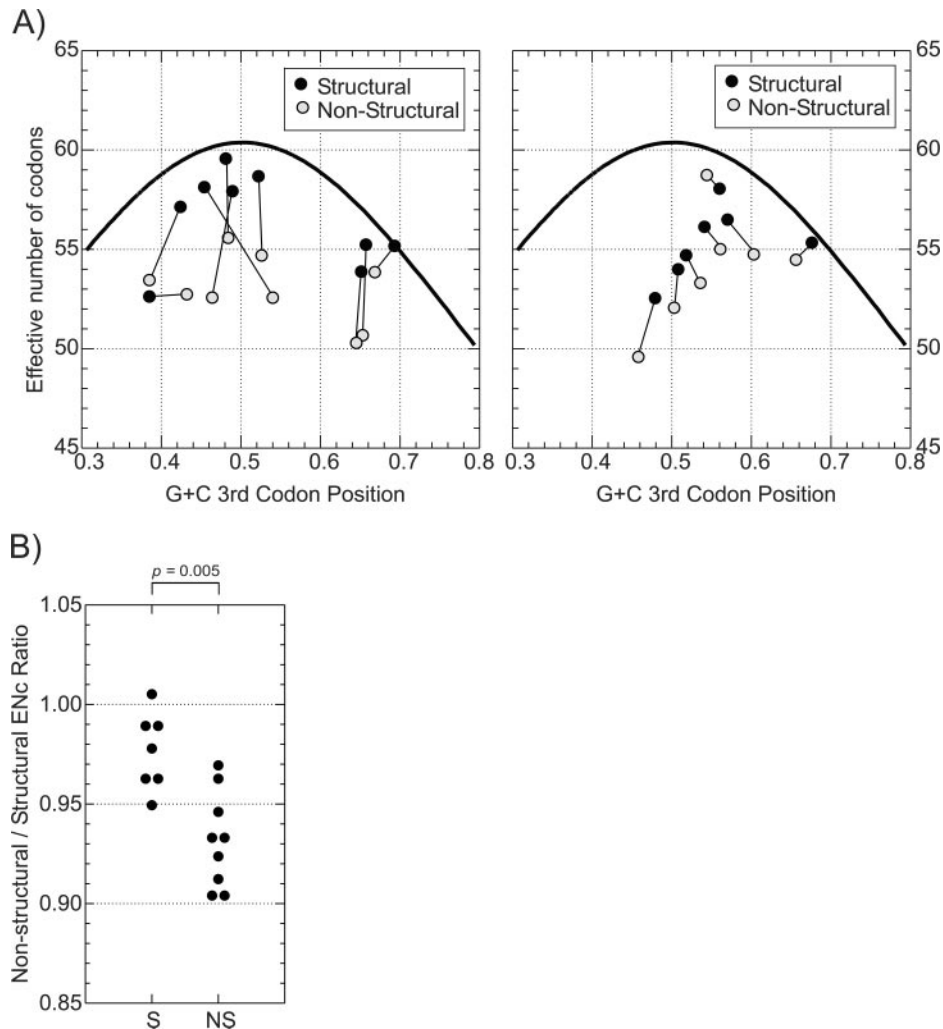 A)
65
60
55
50
45
Effective number of codons
Structural
Non-Structural
0.3 0.4 0.5 0.6 0.7 0.8
G+C 3rd Codon Position
Structural
Non-Structural
65
60
55
50
45
0.3 0.4 0.5 0.6 0.7 0.8
G+C 3rd Codon Position
B)
p = 0.005
1.05
1.00
0.95
0.90
0.85
Non-structural / Structural ENc Ratio
S NS